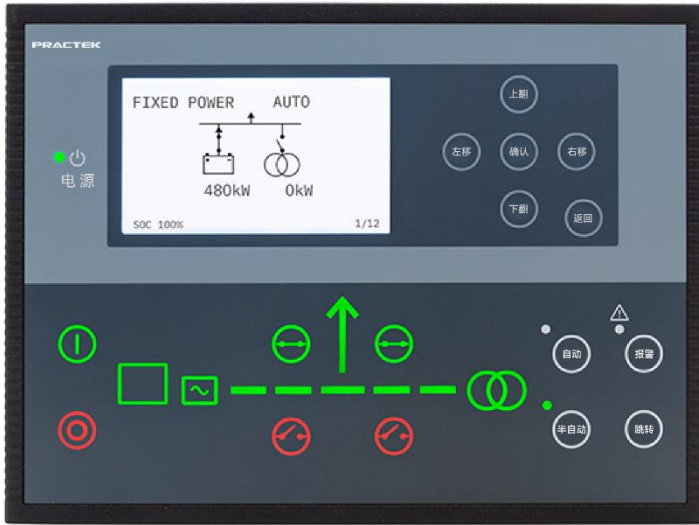 PRACTEK
FIXED POWER AUTO
480kW 0kW
SOC 100% 1/12
电源
上翻
左移 确认 右移
下翻
返回
自动 报警
半自动 跳转